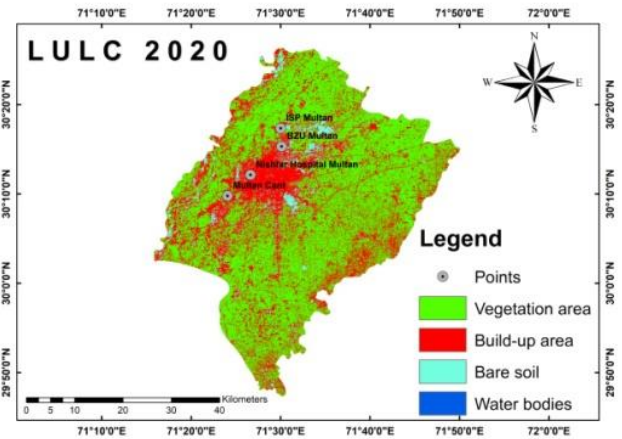 71°10'0"E 71°20'0"E 71°30'0"E 71°40'0"E 71°50'0"E 72°0'0"E
LULC 2020
N
W E
S
30°20'0"N 30°20'0"N
ISP Multan
BZU Multan
Nishtar Hospital Multan
Multan Cant
30°10'0"N 30°10'0"N
Legend
Points
30°0'0"N 30°0'0"N
Vegetation area
Build-up area
Bare soil
29°50'0"N 29°50'0"N
Water bodies
Kilometers
0 5 10 20 30 40
71°10'0"E 71°20'0"E 71°30'0"E 71°40'0"E 71°50'0"E 72°0'0"E